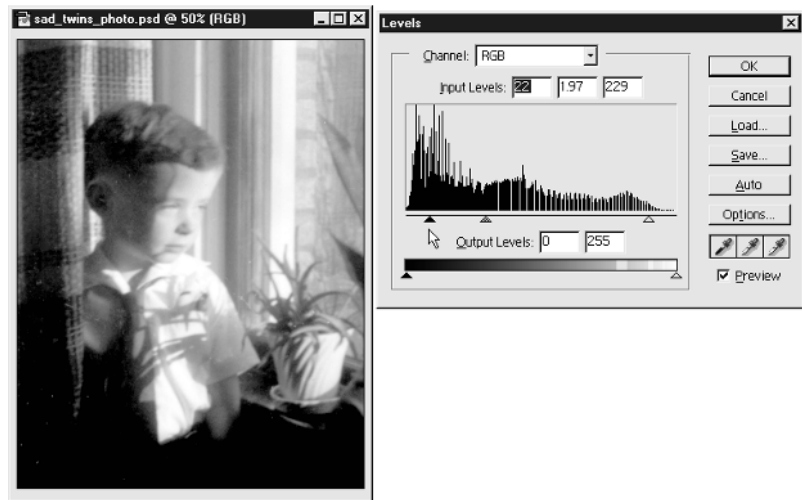 sad_twins_photo.psd @ 50% (RGB)
Levels
Channel: RGB
Input Levels: 22 1.97 229
Output Levels: 0 255
OK
Cancel
Load...
Save...
Auto
Options...
Preview